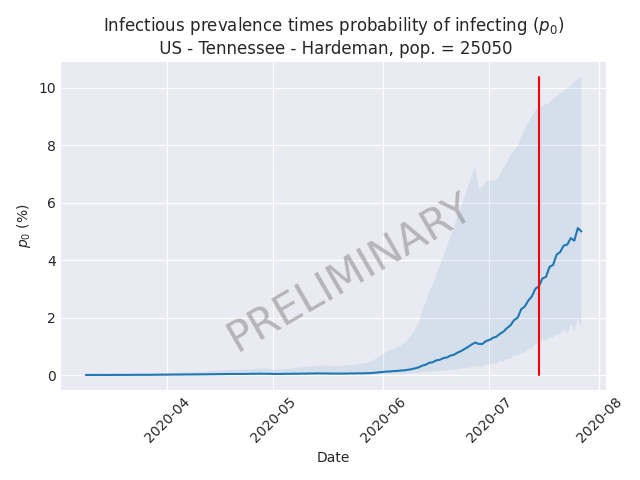 Infectious prevalence times probability of infecting (p₀)
US - Tennessee - Hardeman, pop. = 25050
10
8
6
4
2
0
p₀ (%)
PRELIMINARY
2020-04
2020-05
2020-06
2020-07
2020-08
Date